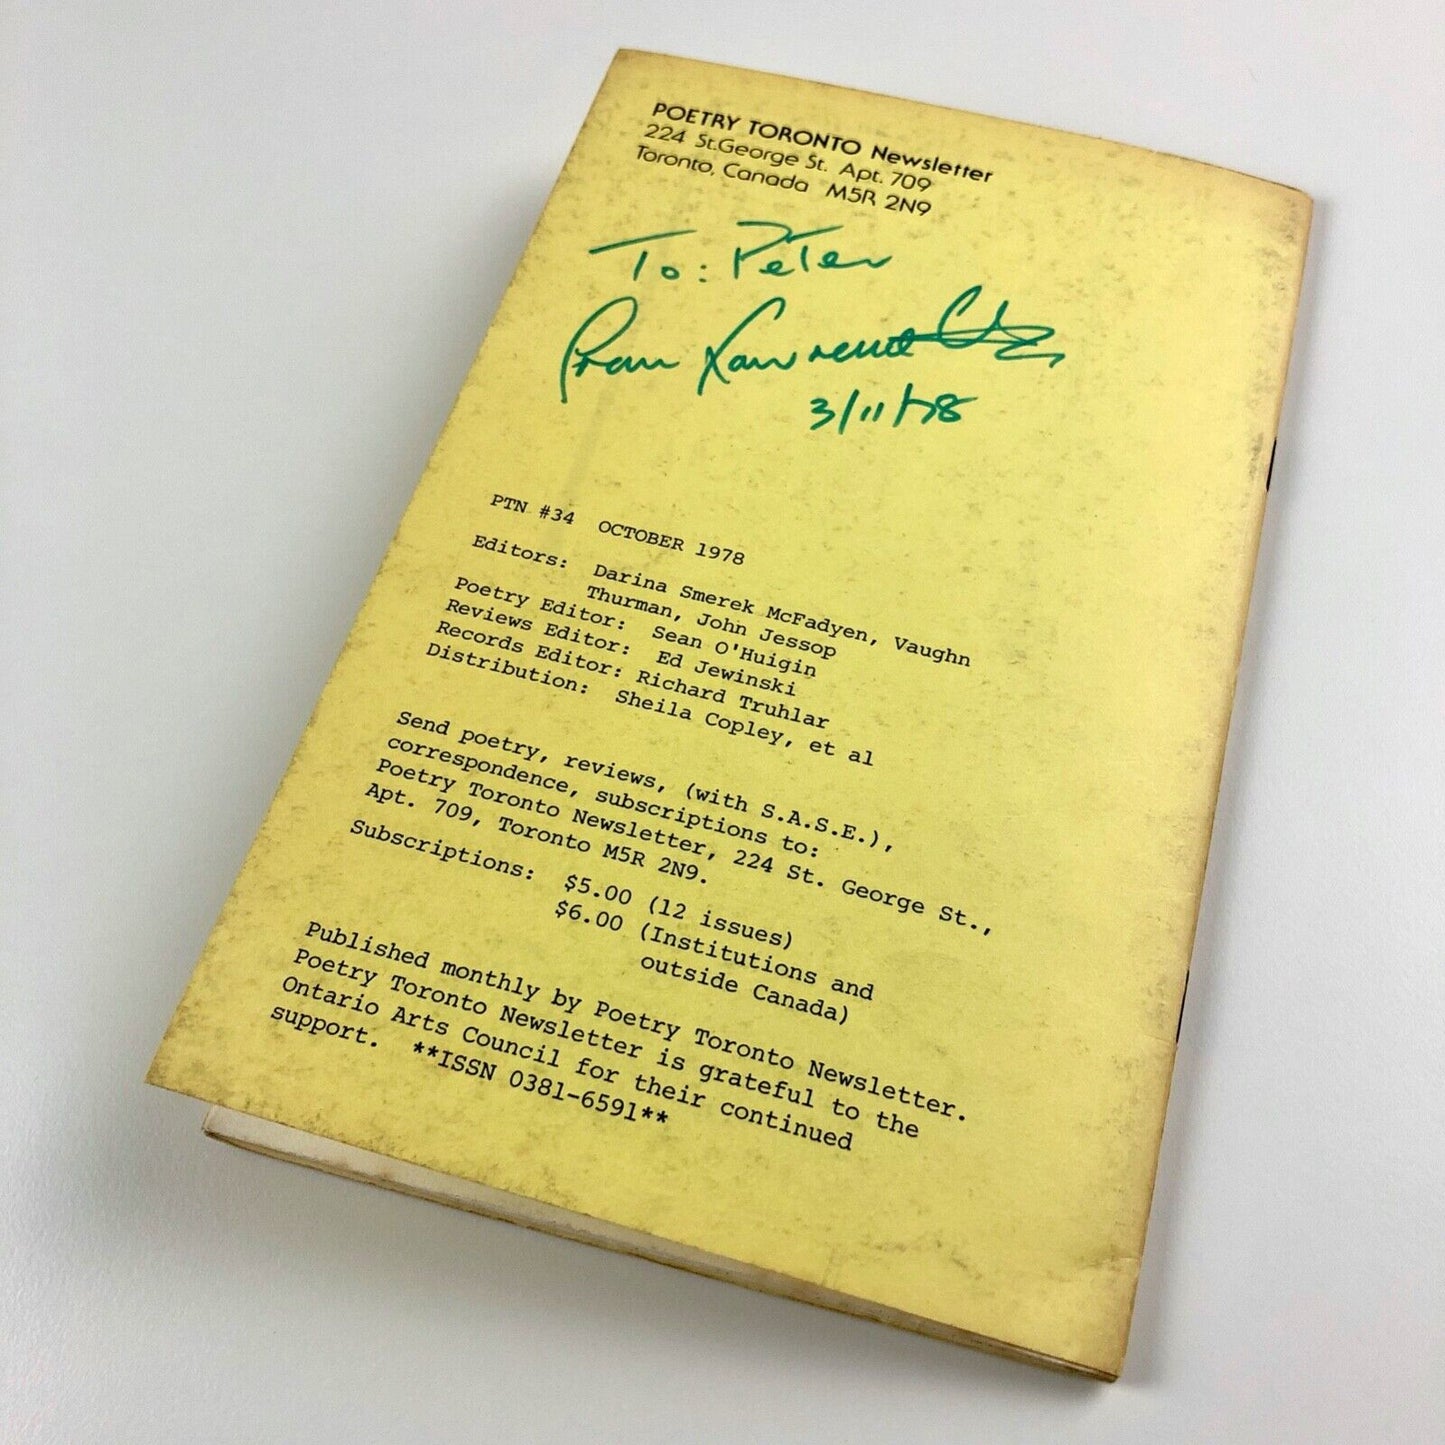 POETRY TORONTO Newsletter
224 St.George St. Apt. 709
Toronto, Canada M5R 2N9
To: Peter
From Lawrence
3/11/78
PTN #34 OCTOBER 1978
Editors: Darina Smerek McFadyen, Vaughn
Thurman, John Jessop
Poetry Editor: Sean O'Huigin
Reviews Editor: Ed Jewinski
Records Editor: Richard Truhlar
Distribution: Sheila Copley, et al
Send poetry, reviews, (with S.A.S.E.),
correspondence, subscriptions to:
Poetry Toronto Newsletter, 224 St. George St.,
Apt. 709, Toronto M5R 2N9.
Subscriptions: $5.00 (12 issues)
$6.00 (Institutions and
outside Canada)
Published monthly by Poetry Toronto Newsletter.
Poetry Toronto Newsletter is grateful to the
Ontario Arts Council for their continued
support. **ISSN 0381-6591**